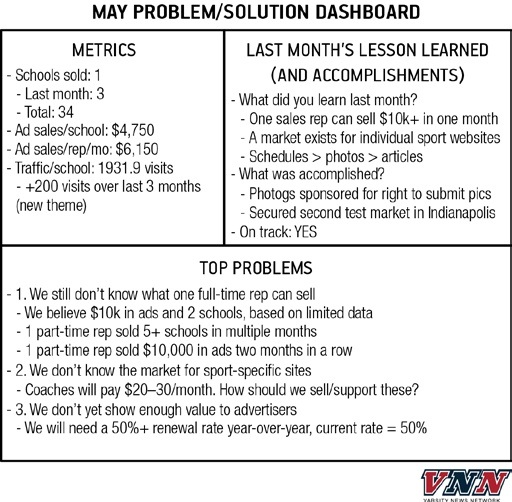 MAY PROBLEM/SOLUTION DASHBOARD
METRICS
- Schools sold: 1
- Last month: 3
- Total: 34
- Ad sales/school: $4,750
- Ad sales/rep/mo: $6,150
- Traffic/school: 1931.9 visits
- +200 visits over last 3 months
(new theme)
LAST MONTH'S LESSON LEARNED
(AND ACCOMPLISHMENTS)
- What did you learn last month?
- One sales rep can sell $10k+ in one month
- A market exists for individual sport websites
- Schedules > photos > articles
- What was accomplished?
- Photogs sponsored for right to submit pics
- Secured second test market in Indianapolis
- On track: YES
TOP PROBLEMS
- 1. We still don't know what one full-time rep can sell
- We believe $10k in ads and 2 schools, based on limited data
- 1 part-time rep sold 5+ schools in multiple months
- 1 part-time rep sold $10,000 in ads two months in a row
- 2. We don't know the market for sport-specific sites
- Coaches will pay $20–30/month. How should we sell/support these?
- 3. We don't yet show enough value to advertisers
- We will need a 50%+ renewal rate year-over-year, current rate = 50%
VNN
VARSITY NEWS NETWORK